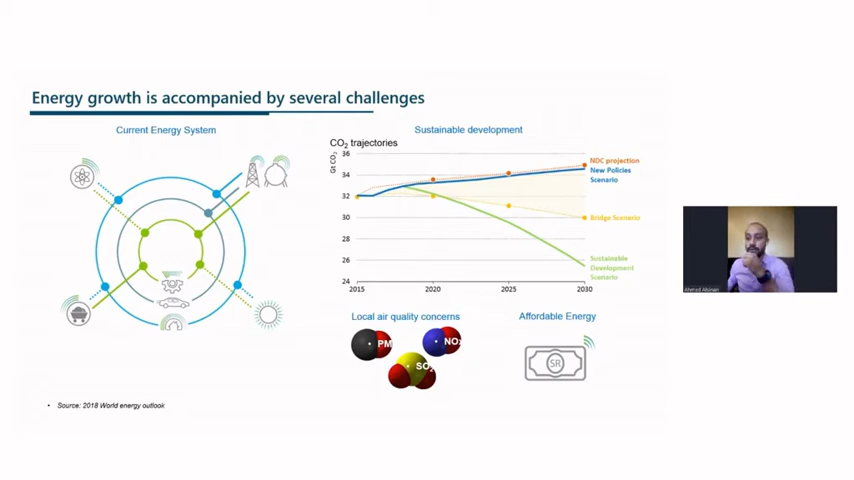 Energy growth is accompanied by several challenges
Current Energy System
Sustainable development
CO2 trajectories
Gt CO2
36
34
32
30
28
26
24
2015
2020
2025
2030
NDC projection
New Policies
Scenario
Bridge Scenario
Sustainable
Development
Scenario
Local air quality concerns
PM
SOx
NOx
Affordable Energy
SR
• Source: 2018 World energy outlook